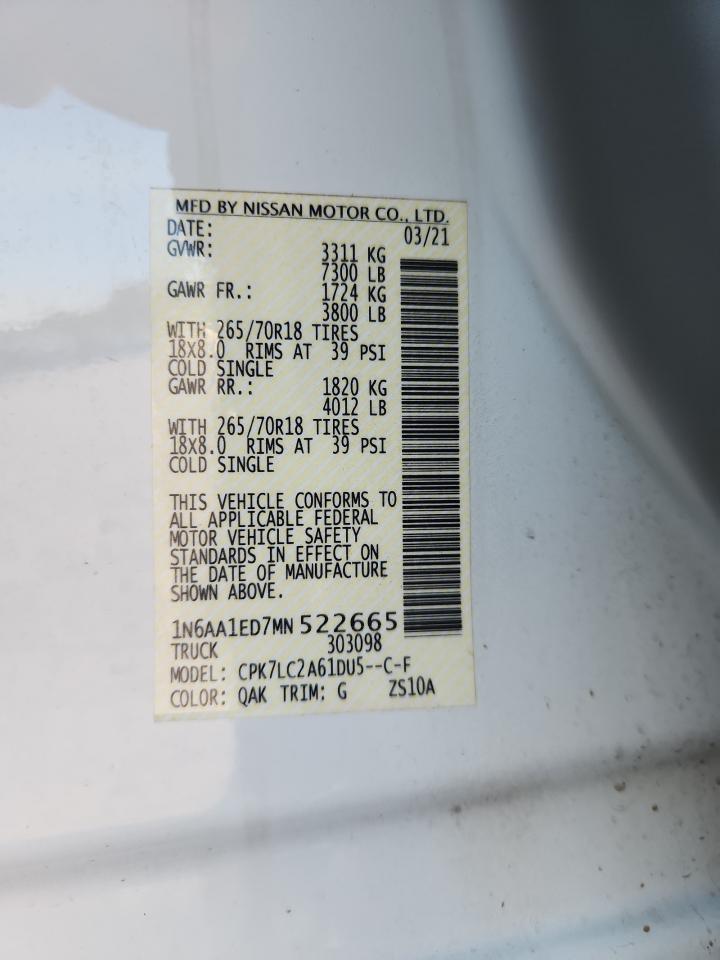 MFD BY NISSAN MOTOR CO., LTD.
DATE: 03/21
GVWR: 3311 KG
7300 LB
GAWR FR.: 1724 KG
3800 LB
WITH 265/70R18 TIRES
18X8.0 RIMS AT 39 PSI
COLD SINGLE
GAWR RR.: 1820 KG
4012 LB
WITH 265/70R18 TIRES
18X8.0 RIMS AT 39 PSI
COLD SINGLE
THIS VEHICLE CONFORMS TO
ALL APPLICABLE FEDERAL
MOTOR VEHICLE SAFETY
STANDARDS IN EFFECT ON
THE DATE OF MANUFACTURE
SHOWN ABOVE.
1N6AA1ED7MN522665
TRUCK 303098
MODEL: CPK7LC2A61DU5--C-F
COLOR: QAK TRIM: G ZS10A